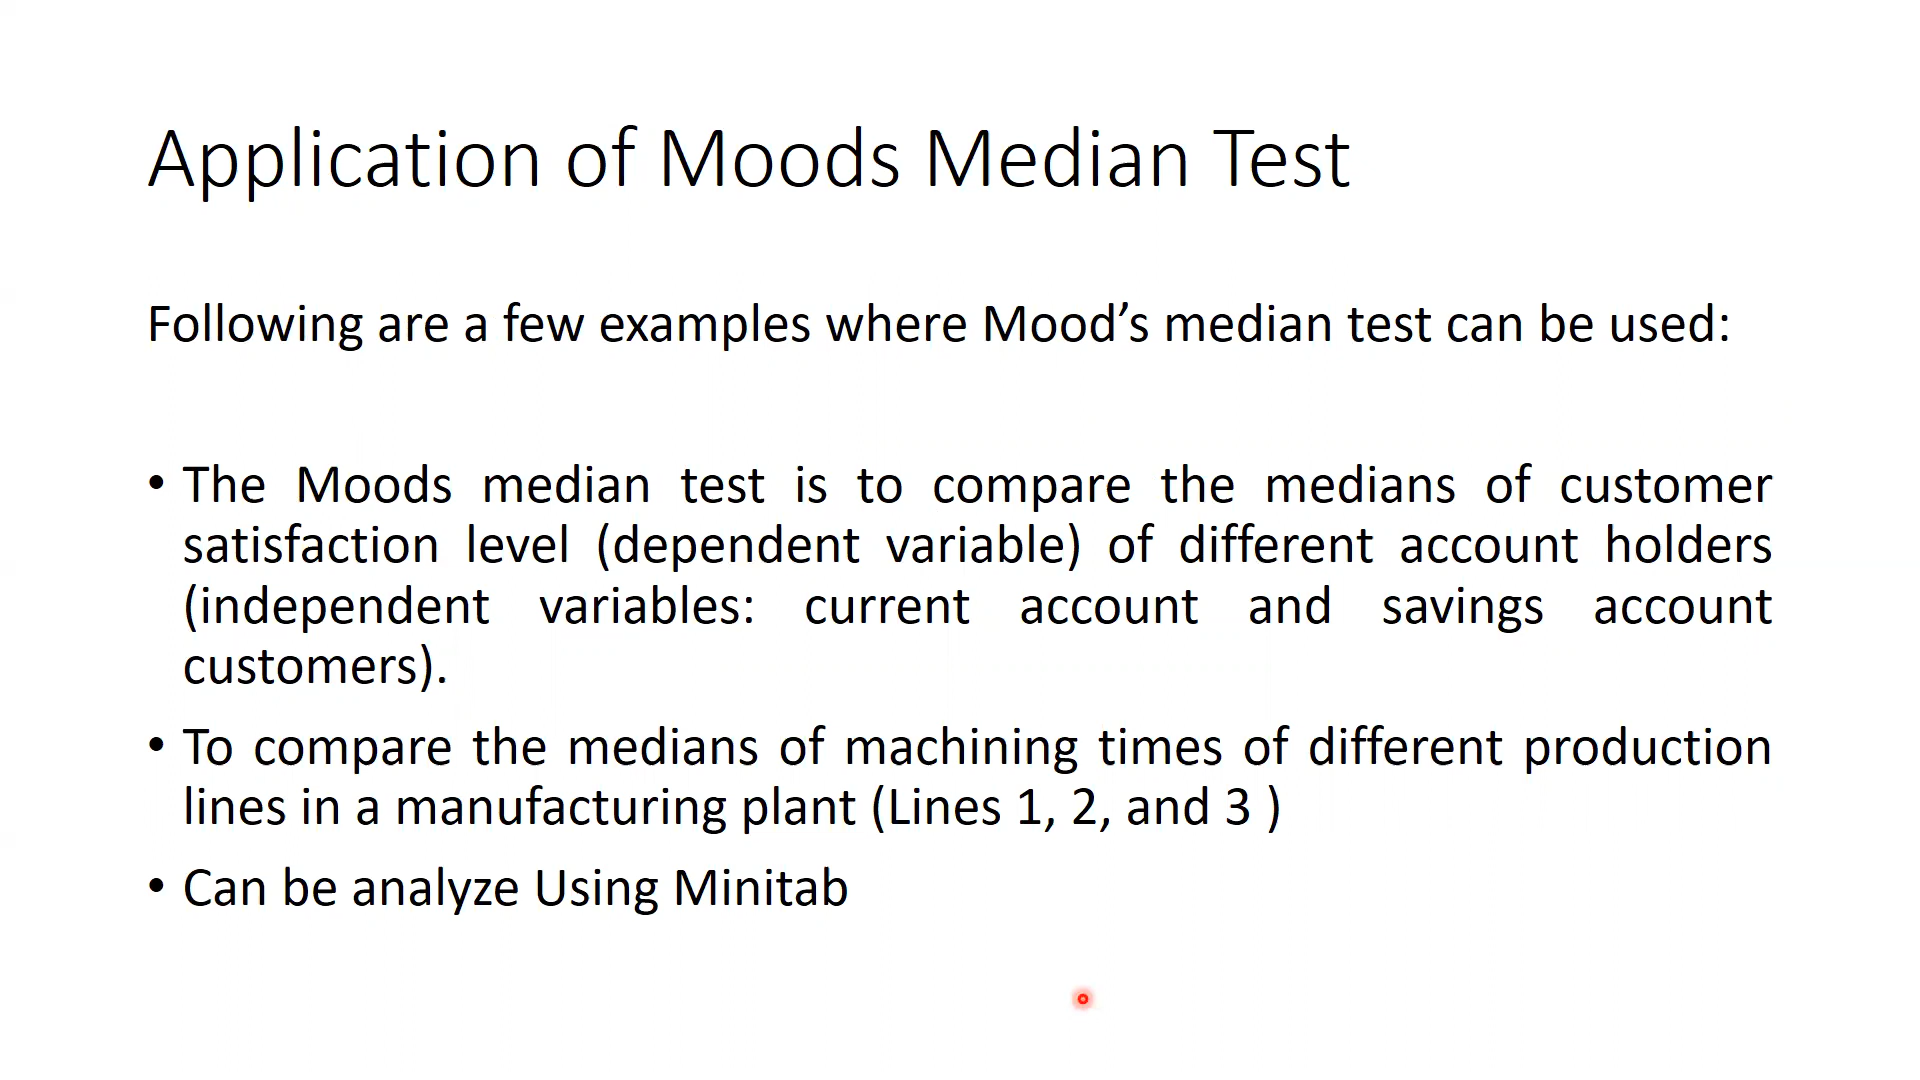 Application of Moods Median Test
Following are a few examples where Mood’s median test can be used:
• The Moods median test is to compare the medians of customer
satisfaction level (dependent variable) of different account holders
(independent variables: current account and savings account
customers).
• To compare the medians of machining times of different production
lines in a manufacturing plant (Lines 1, 2, and 3 )
• Can be analyze Using Minitab